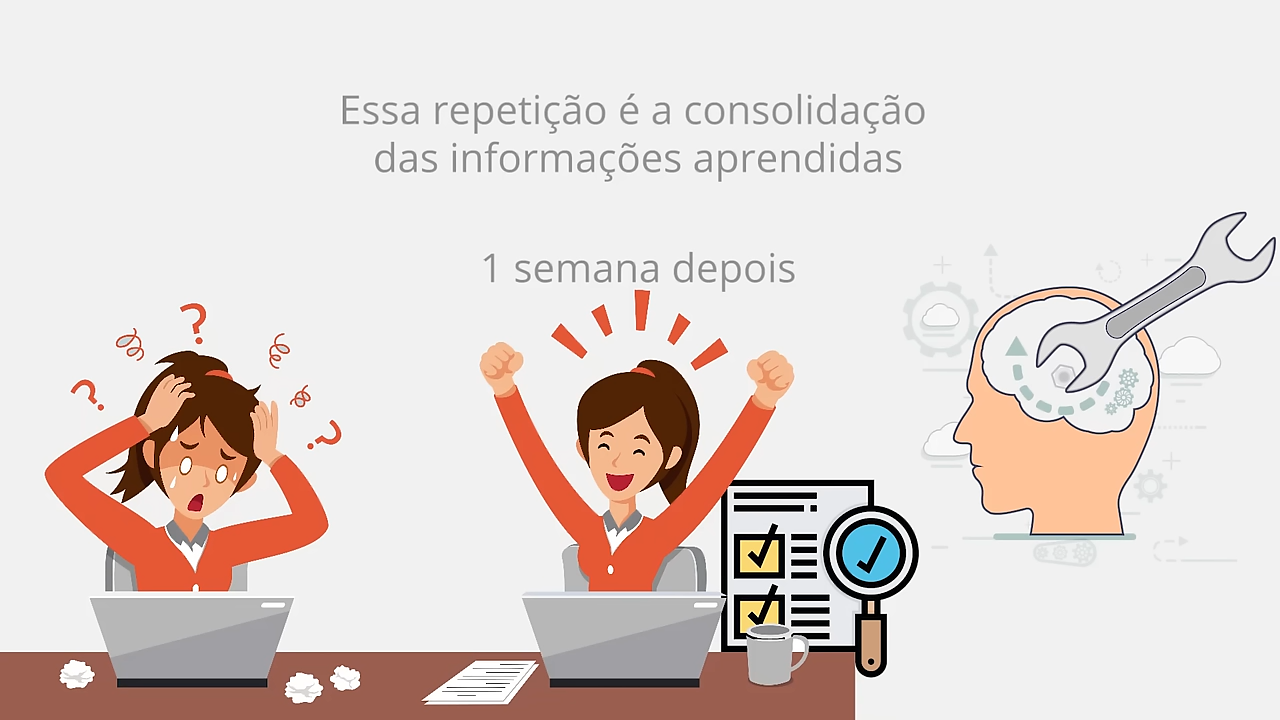 Essa repetição é a consolidação
das informações aprendidas
1 semana depois